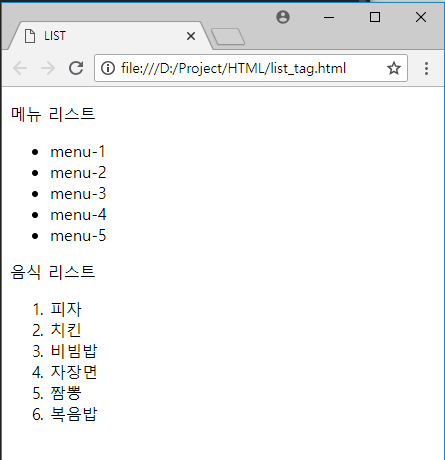 LIST
file:///D:/Project/HTML/list_tag.html
메뉴 리스트
menu-1
menu-2
menu-3
menu-4
menu-5
음식 리스트
1. 피자
2. 치킨
3. 비빔밥
4. 자장면
5. 짬뽕
6. 복음밥